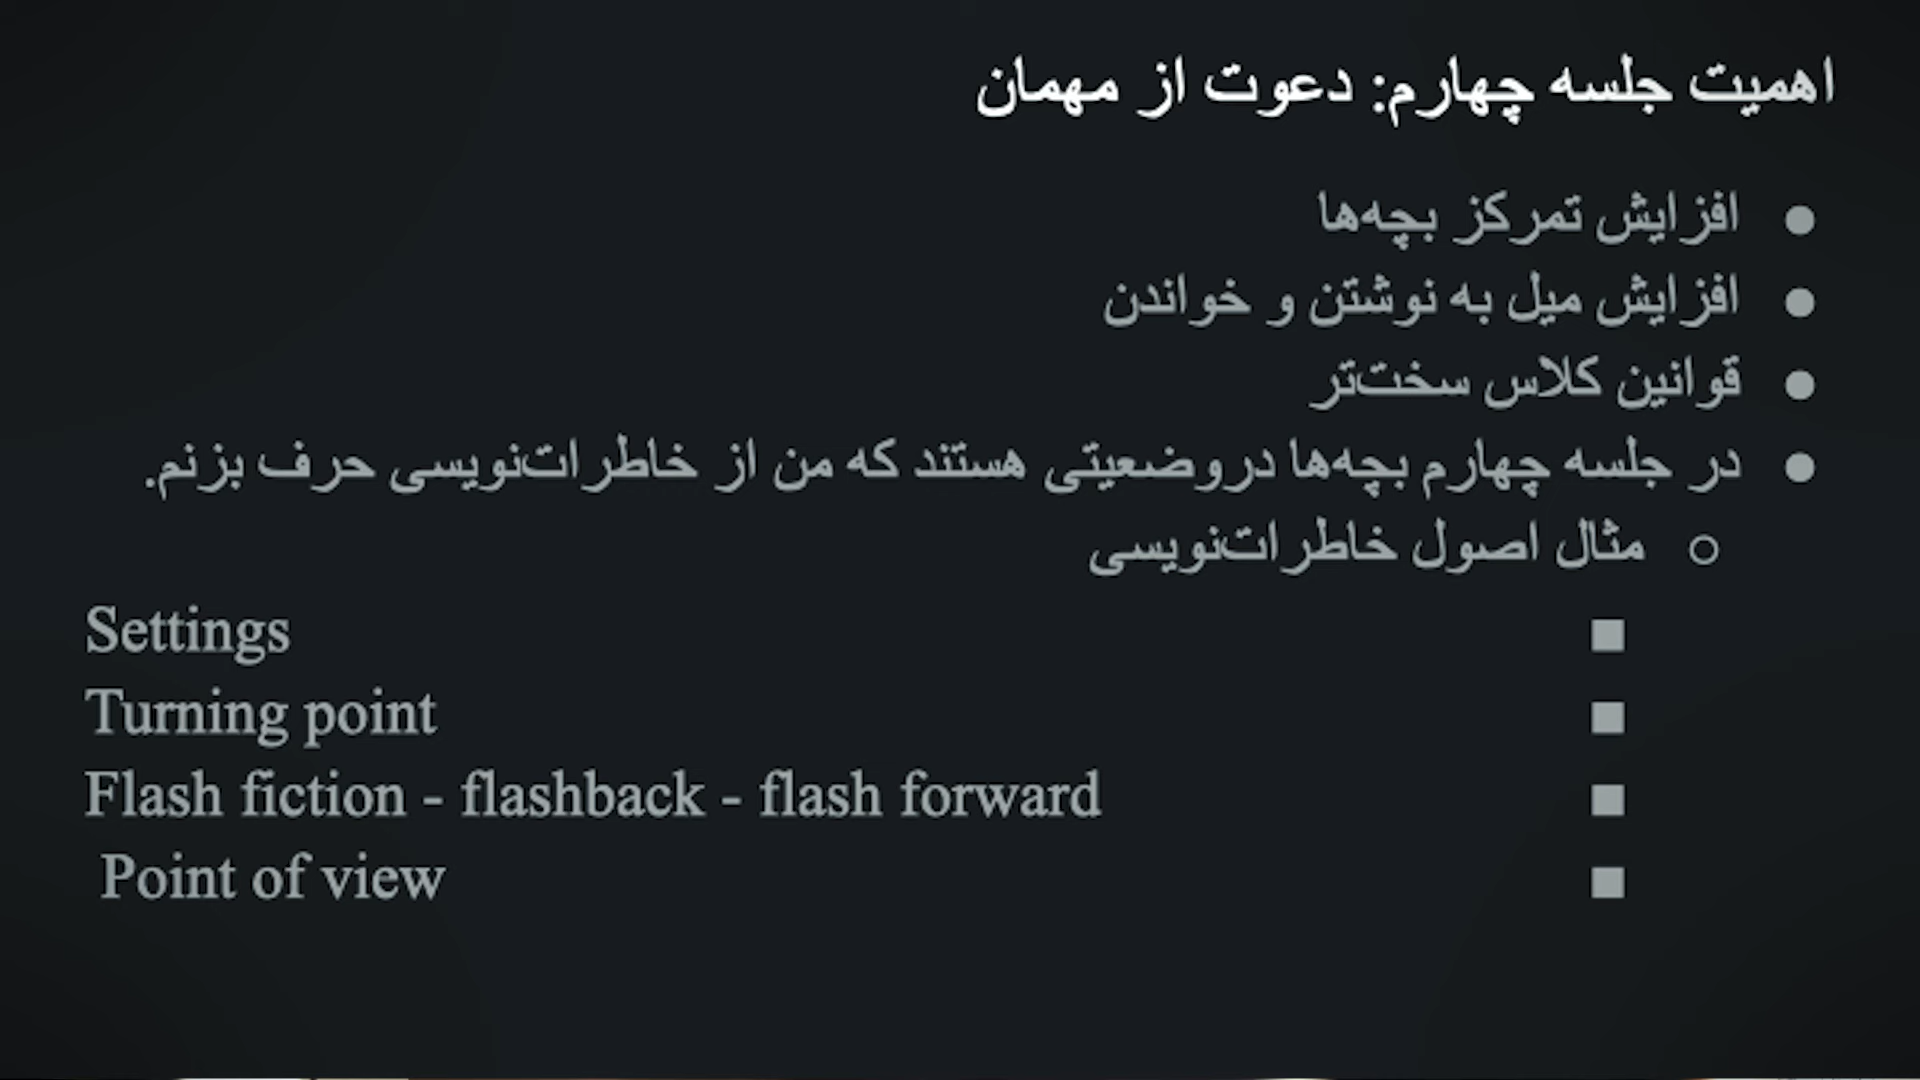 اهمیت جلسه چهارم: دعوت از مهمان
● افزایش تمرکز بچه‌ها
● افزایش میل به نوشتن و خواندن
● قوانین کلاس سخت‌تر
● در جلسه چهارم بچه‌ها دروضعیتی هستند که من از خاطرات‌نویسی حرف بزنم.
○ مثال اصول خاطرات‌نویسی
■ Settings
■ Turning point
■ Flash fiction - flashback - flash forward
■ Point of view